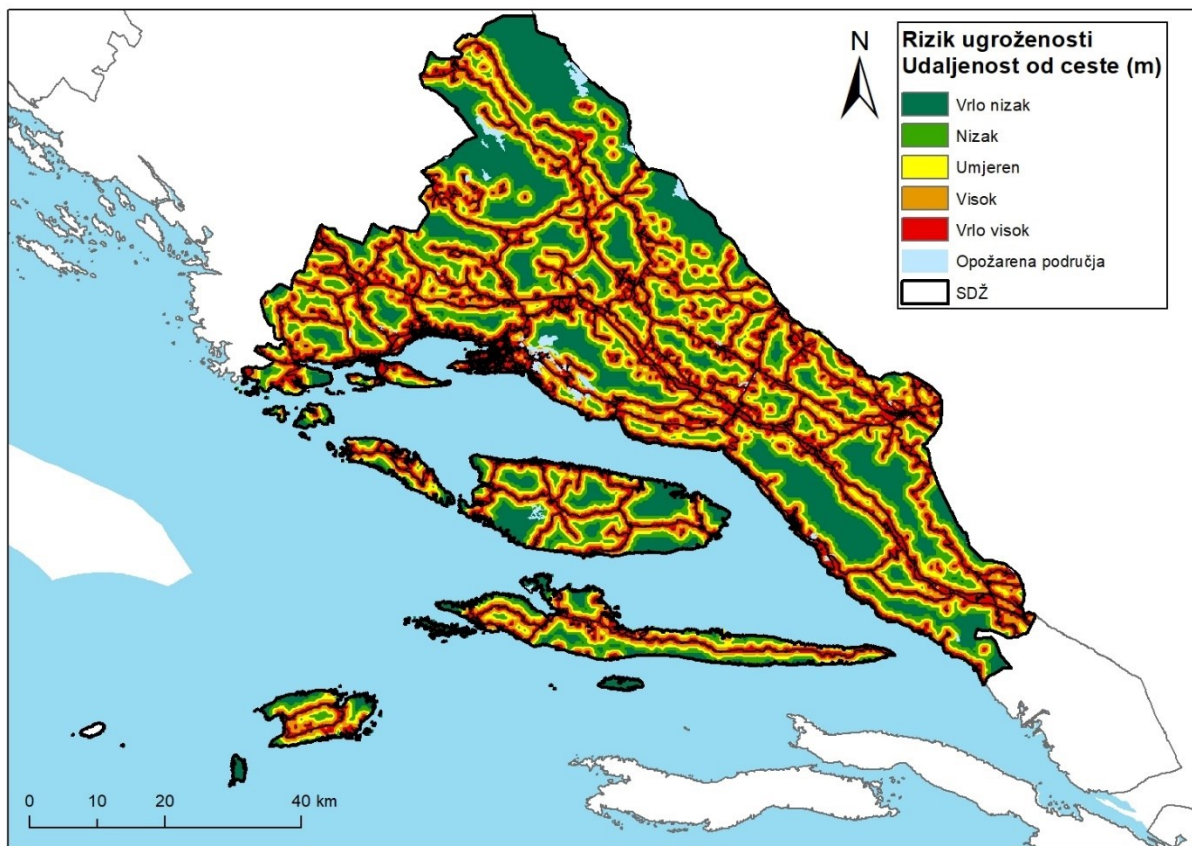 Rizik ugroženosti
Udaljenost od ceste (m)
Vrlo nizak
Nizak
Umjeren
Visok
Vrlo visok
Opožarena područja
SDŽ
N
0 10 20 40 km